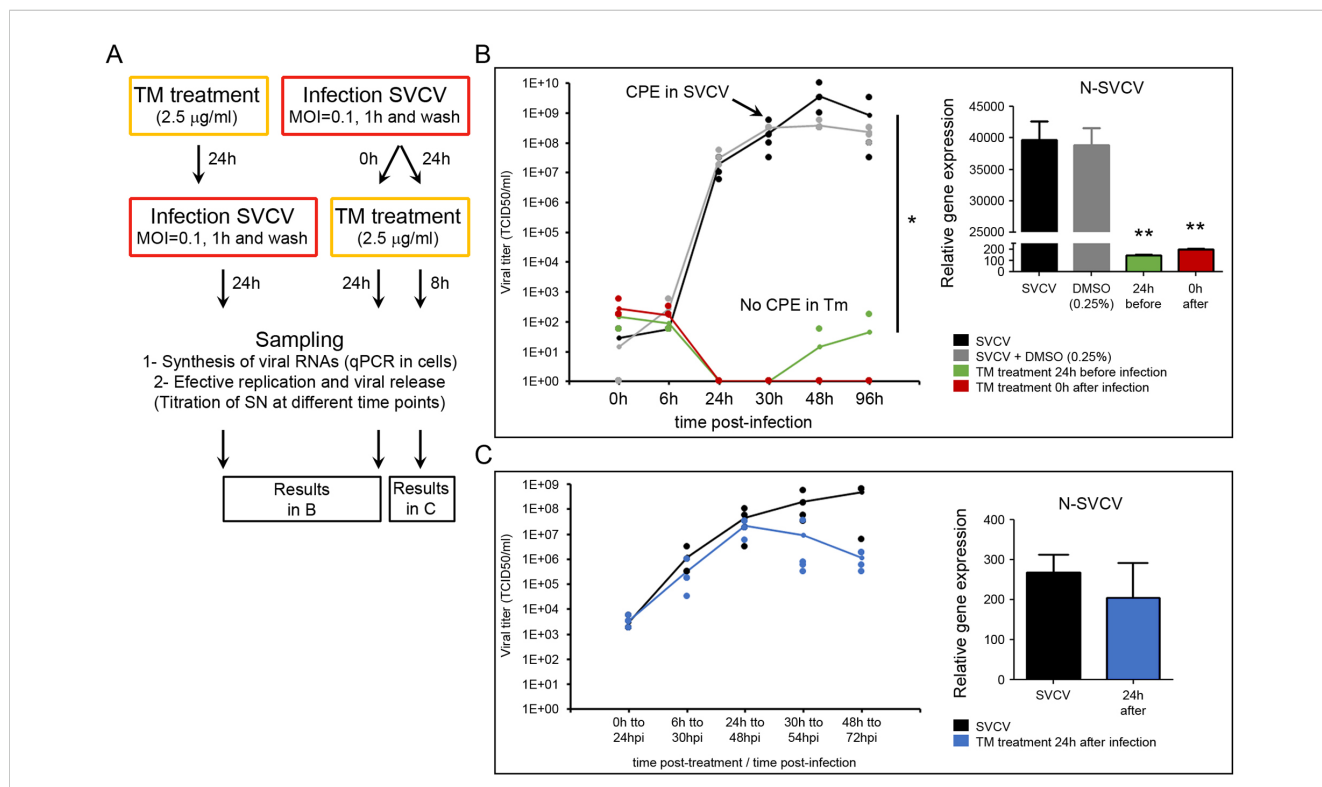 A
TM treatment
(2.5 μg/ml)
Infection SVCV
MOI=0.1, 1h and wash
24h
0h
24h
Infection SVCV
MOI=0.1, 1h and wash
TM treatment
(2.5 μg/ml)
24h
24h
8h
Sampling
1- Synthesis of viral RNAs (qPCR in cells)
2- Efective replication and viral release
(Titration of SN at different time points)
Results
in B
Results
in C
B
Viral titer (TCID50/ml)
1E+10
1E+09
1E+08
1E+07
1E+06
1E+05
1E+04
1E+03
1E+02
1E+01
1E+00
CPE in SVCV
No CPE in Tm
*
0h 6h 24h 30h 48h 96h
time post-infection
N-SVCV
Relative gene expression
45000
40000
35000
30000
25000
200
100
0
** **
SVCV DMSO 24h 0h
(0.25%) before after
SVCV
SVCV + DMSO (0.25%)
TM treatment 24h before infection
TM treatment 0h after infection
C
Viral titer (TCID50/ml)
1E+09
1E+08
1E+07
1E+06
1E+05
1E+04
1E+03
1E+02
1E+01
1E+00
0h tto 6h tto 24h tto 30h tto 48h tto
24hpi 30hpi 48hpi 54hpi 72hpi
time post-treatment / time post-infection
N-SVCV
Relative gene expression
400
300
200
100
0
SVCV 24h
after
SVCV
TM treatment 24h after infection